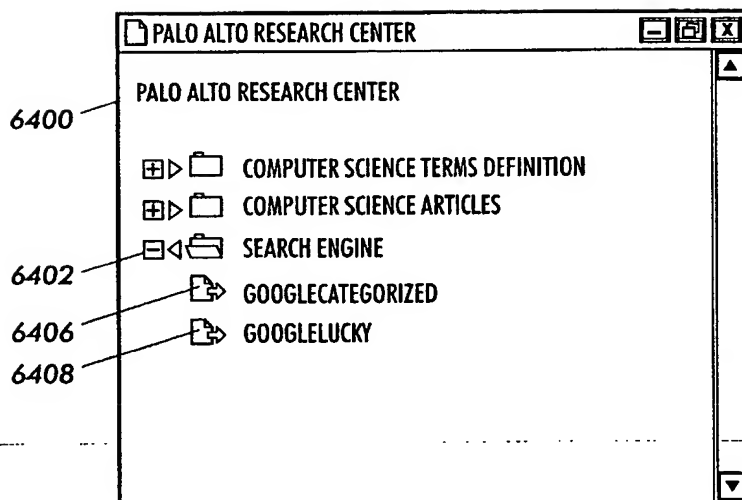 PALO ALTO RESEARCH CENTER X
PALO ALTO RESEARCH CENTER
6400
COMPUTER SCIENCE TERMS DEFINITION
COMPUTER SCIENCE ARTICLES
SEARCH ENGINE
6402
GOOGLECATEGORIZED
6406
GOOGLELUCKY
6408